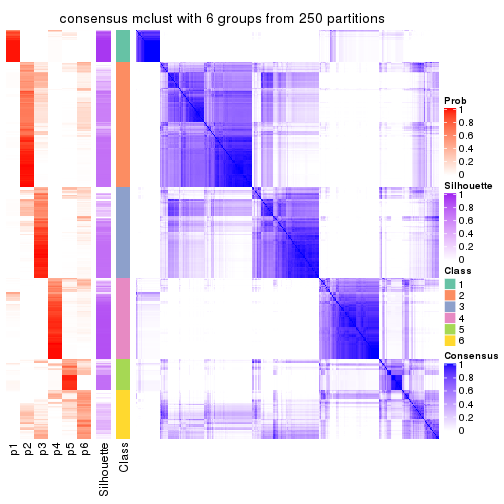 consensus mclust with 6 groups from 250 partitions
Prob
1
0.8
0.6
0.4
0.2
0
Silhouette
1
0.8
0.6
0.4
0.2
0
Class
1
2
3
4
5
6
Consensus
1
0.8
0.6
0.4
0.2
0
p1
p2
p3
p4
p5
p6
Silhouette
Class